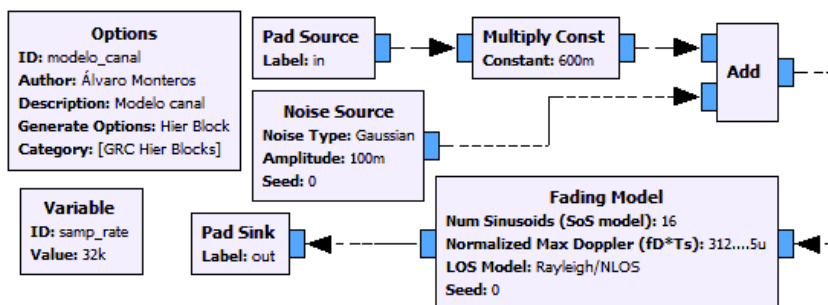 Options
ID: modelo_canal
Author: Álvaro Monteros
Description: Modelo canal
Generate Options: Hier Block
Category: [GRC Hier Blocks]
Pad Source
Label: in
Multiply Const
Constant: 600m
Add
Noise Source
Noise Type: Gaussian
Amplitude: 100m
Seed: 0
Variable
ID: samp_rate
Value: 32k
Pad Sink
Label: out
Fading Model
Num Sinusoids (SoS model): 16
Normalized Max Doppler (fD*Ts): 312....5u
LOS Model: Rayleigh/NLOS
Seed: 0